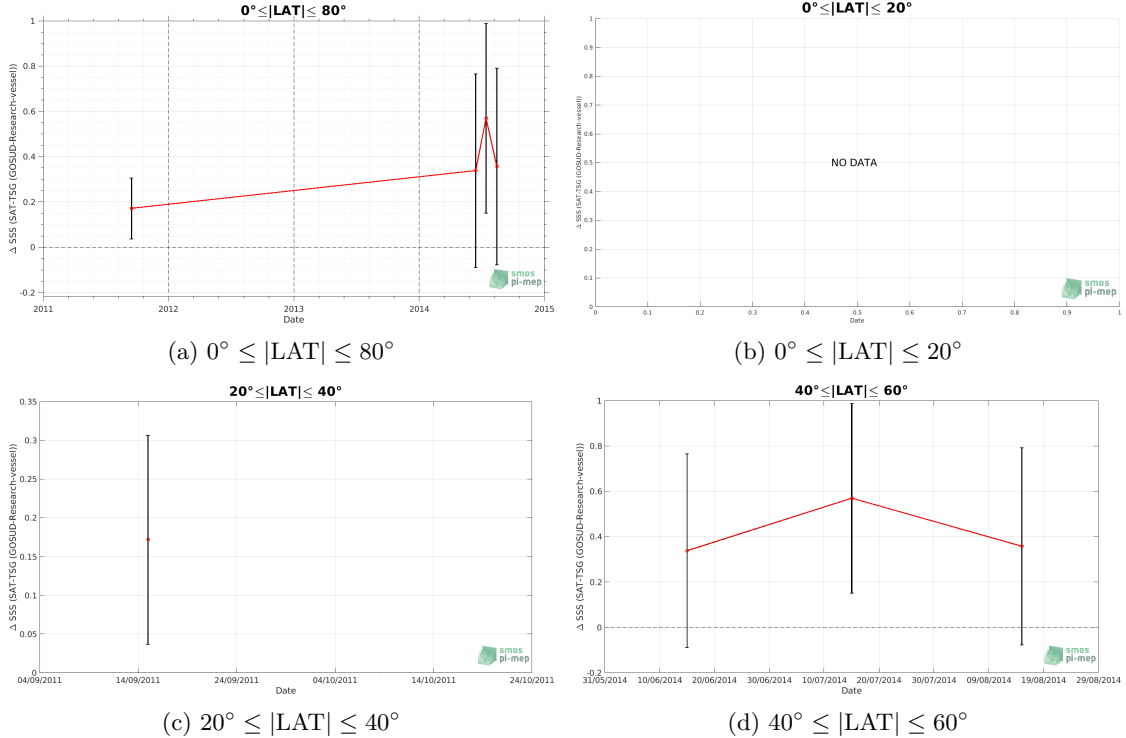 0°≤|LAT|≤ 80°
1
0.8
0.6
0.4
0.2
0
-0.2
Δ SSS (SAT-TSG (GOSUD-Research-vessel))
2011 2012 2013 2014 2015
Date
smos
pi-mep
(a) 0° ≤ |LAT| ≤ 80°
0°≤|LAT|≤ 20°
1
0.9
0.8
0.7
0.6
0.5
0.4
0.3
0.2
0.1
0
Δ SSS (SAT-TSG (GOSUD-Research-vessel))
NO DATA
0 0.1 0.2 0.3 0.4 0.5 0.6 0.7 0.8 0.9 1
Date
smos
pi-mep
(b) 0° ≤ |LAT| ≤ 20°
20°≤|LAT|≤ 40°
0.35
0.3
0.25
0.2
0.15
0.1
0.05
0
Δ SSS (SAT-TSG (GOSUD-Research-vessel))
04/09/2011 14/09/2011 24/09/2011 04/10/2011 14/10/2011 24/10/2011
Date
smos
pi-mep
(c) 20° ≤ |LAT| ≤ 40°
40°≤|LAT|≤ 60°
1
0.8
0.6
0.4
0.2
0
-0.2
Δ SSS (SAT-TSG (GOSUD-Research-vessel))
31/05/2014 10/06/2014 20/06/2014 30/06/2014 10/07/2014 20/07/2014 30/07/2014 09/08/2014 19/08/2014 29/08/2014
Date
smos
pi-mep
(d) 40° ≤ |LAT| ≤ 60°